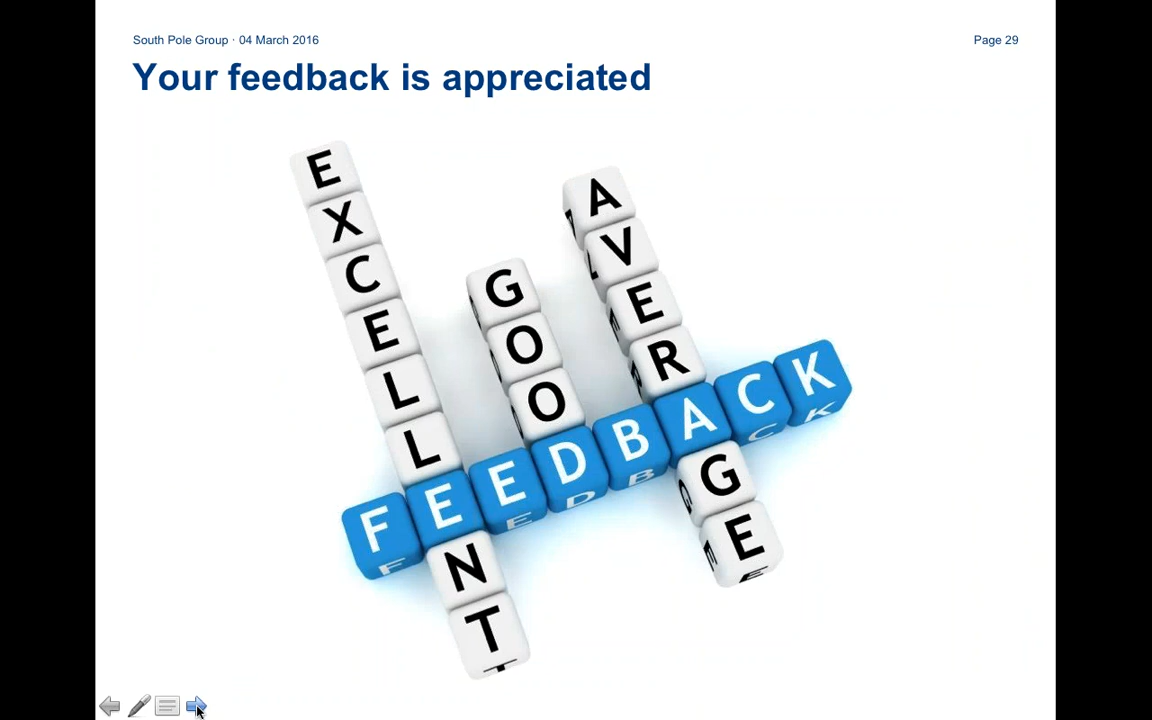 South Pole Group · 04 March 2016
Page 29
Your feedback is appreciated
EXCELLENT
GOOD
AVERAGE
FEEDBACK